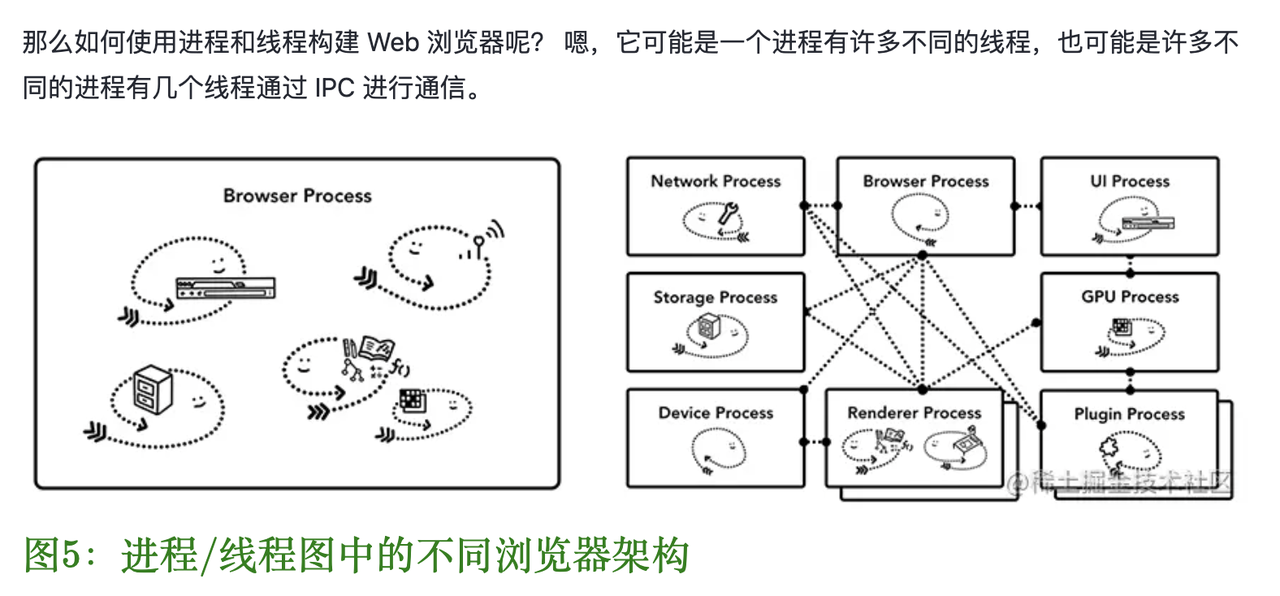 那么如何使用进程和线程构建 Web 浏览器呢？ 嗯，它可能是一个进程有许多不同的线程，也可能是许多不
同的进程有几个线程通过 IPC 进行通信。
Browser Process
f()
Network Process
Browser Process
UI Process
Storage Process
GPU Process
Device Process
Renderer Process
f()
Plugin Process
@稀土掘金技术社区
图5：进程/线程图中的不同浏览器架构